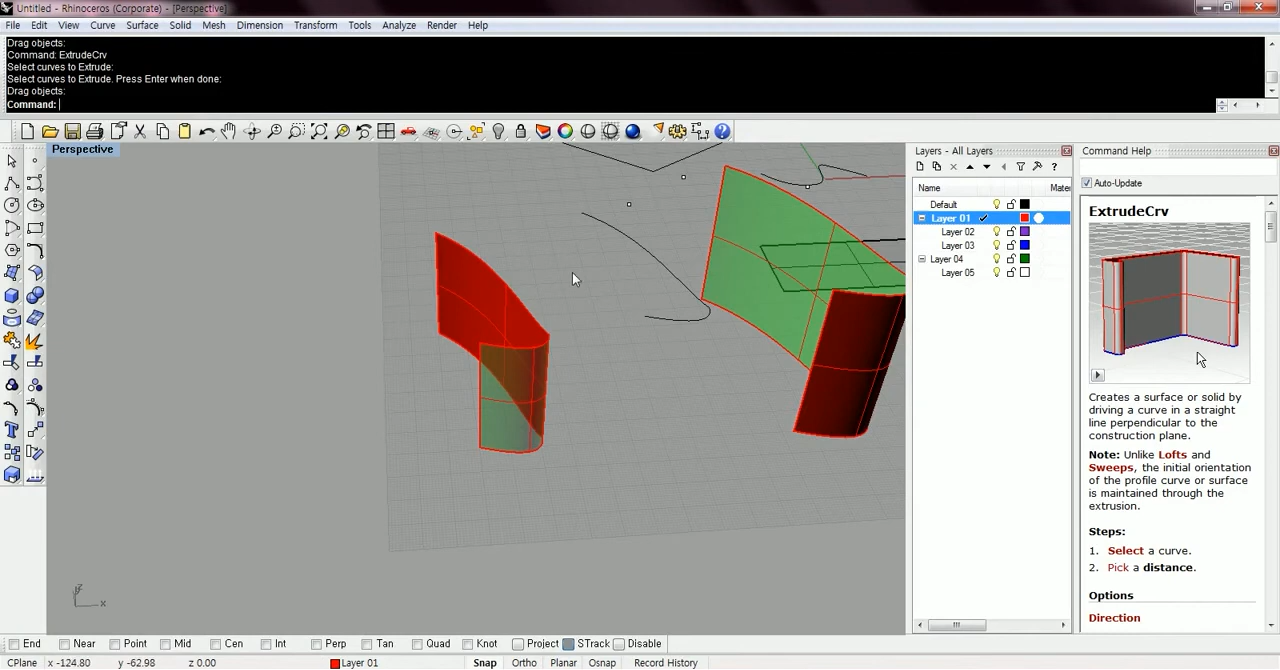 Untitled - Rhinoceros (Corporate) - [Perspective]
File Edit View Curve Surface Solid Mesh Dimension Transform Tools Analyze Render Help
Drag objects:
Command: ExtrudeCrv
Select curves to Extrude:
Select curves to Extrude. Press Enter when done:
Drag objects:
Command:
Perspective
Layers - All Layers
Name Mate
Default
Layer 01
Layer 02
Layer 03
Layer 04
Layer 05
Command Help
Auto-Update
ExtrudeCrv
Creates a surface or solid by
driving a curve in a straight
line perpendicular to the
construction plane.
Note: Unlike Lofts and
Sweeps, the initial orientation
of the profile curve or surface
is maintained through the
extrusion.
Steps:
1. Select a curve.
2. Pick a distance.
Options
Direction
x
End Near Point Mid Cen Int Perp Tan Quad Knot Project STrack Disable
CPlane x -124.80 y -62.98 z 0.00 Layer 01 Snap Ortho Planar Osnap Record History